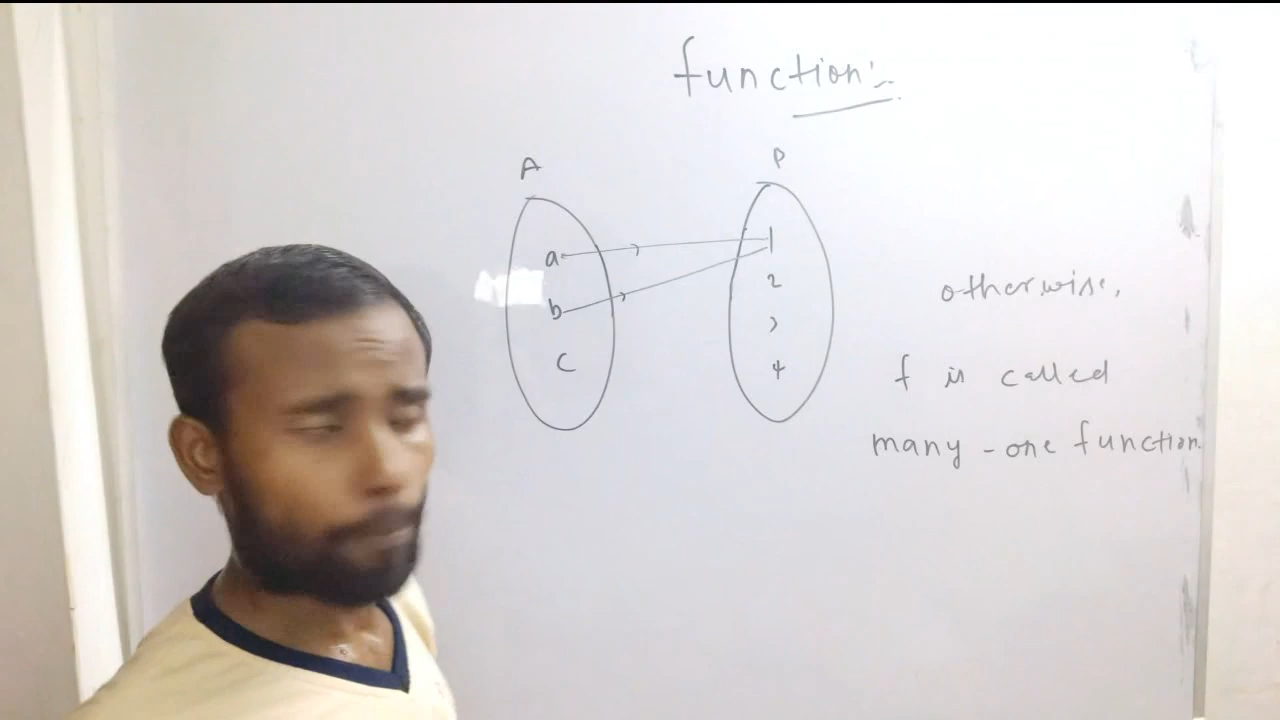 function:-
A P
a 1
b 2
c 3
4
otherwise,
f is called
many-one function.